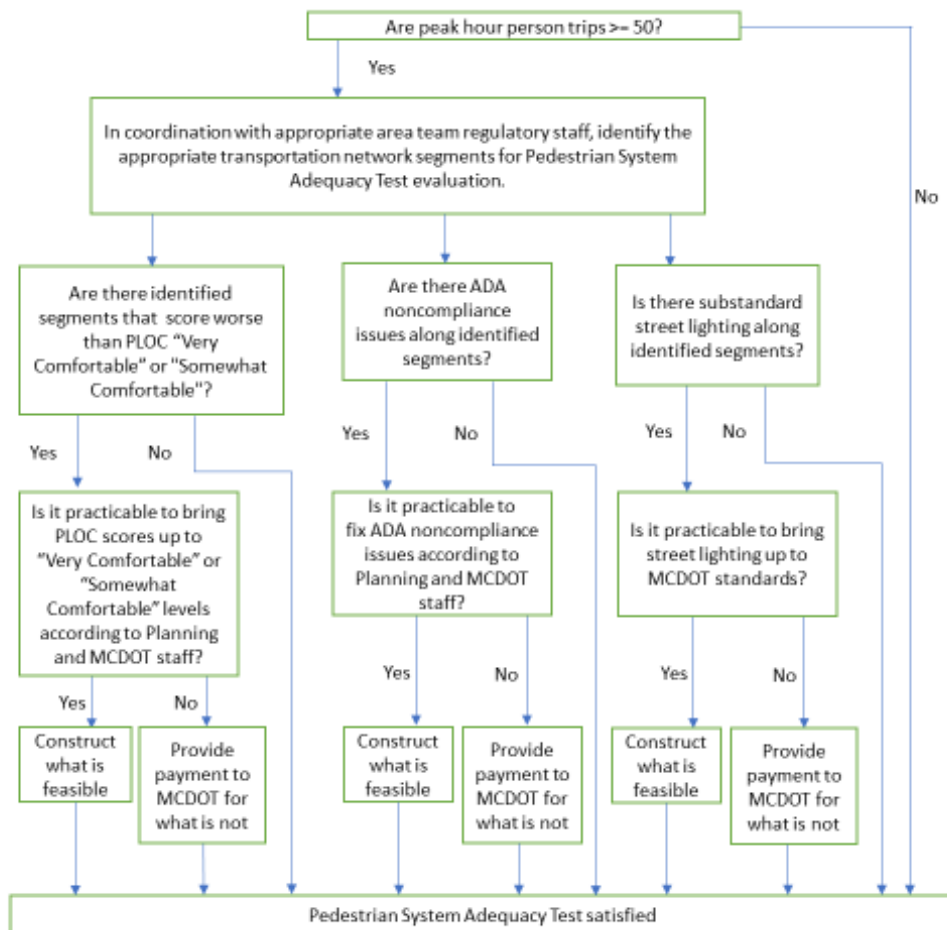 Are peak hour person trips >= 50?
Yes
No
In coordination with appropriate area team regulatory staff, identify the
appropriate transportation network segments for Pedestrian System
Adequacy Test evaluation.
Are there identified
segments that score worse
than PLOC “Very
Comfortable” or “Somewhat
Comfortable”?
Are there ADA
noncompliance
issues along identified
segments?
Is there substandard
street lighting along
identified segments?
Yes
No
Yes
No
Yes
No
Is it practicable to bring
PLOC scores up to
“Very Comfortable” or
“Somewhat
Comfortable” levels
according to Planning
and MCDOT staff?
Is it practicable to
fix ADA noncompliance
issues according to
Planning and MCDOT
staff?
Is it practicable to bring
street lighting up to
MCDOT standards?
Yes
No
Yes
No
Yes
No
Construct
what is
feasible
Provide
payment to
MCDOT for
what is not
Construct
what is
feasible
Provide
payment to
MCDOT for
what is not
Construct
what is
feasible
Provide
payment to
MCDOT for
what is not
Pedestrian System Adequacy Test satisfied